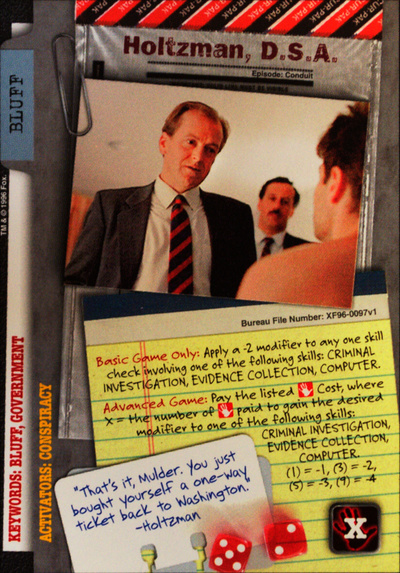 Holtzman, D.S.A.
Episode: Conduit
BLUFF
TM & © 1996 Fox.
KEYWORDS: BLUFF, GOVERNMENT
ACTIVATORS: CONSPIRACY
Bureau File Number: XF96-0097v1
Basic Game Only: Apply a -2 modifier to any one skill
check involving one of the following skills: CRIMINAL
INVESTIGATION, EVIDENCE COLLECTION, COMPUTER.
Advanced Game: Pay the listed Cost, where
X = the number of paid to gain the desired
modifier to one of the following skills:
CRIMINAL INVESTIGATION,
EVIDENCE COLLECTION,
COMPUTER.
(1) = -1, (3) = -2,
(5) = -3, (9) = -4
"That's it, Mulder. You just
bought yourself a one-way
ticket back to Washington."
-Holtzman
X